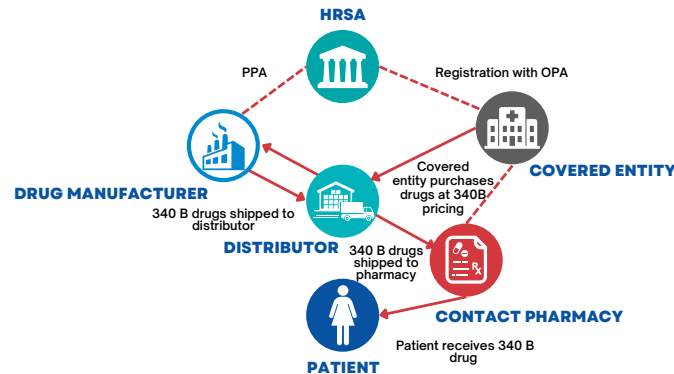 HRSA
PPA
Registration with OPA
DRUG MANUFACTURER
COVERED ENTITY
Covered
entity purchases
drugs at 340B
pricing
340 B drugs shipped to
distributor
DISTRIBUTOR
340 B drugs
shipped to
pharmacy
Rx
CONTACT PHARMACY
PATIENT
Patient receives 340 B
drug